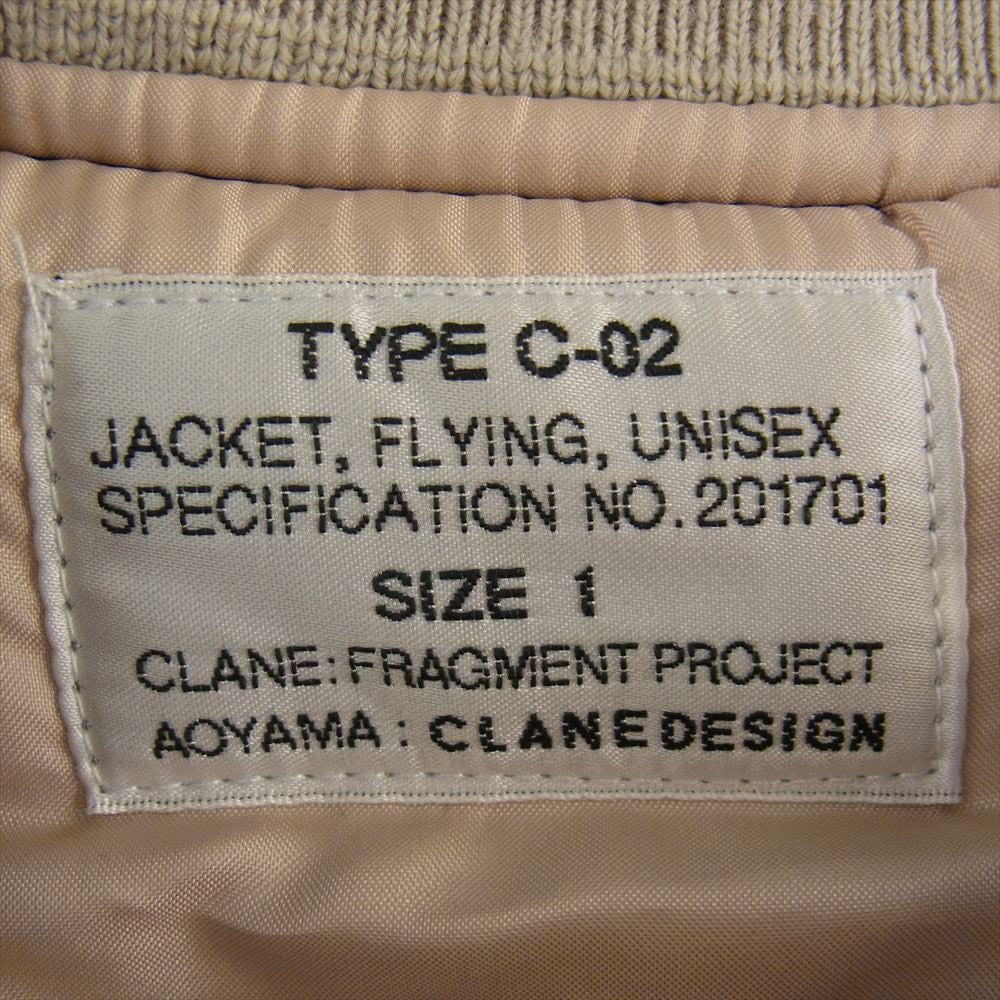 TYPE C-02
JACKET, FLYING, UNISEX
SPECIFICATION NO.201701
SIZE 1
CLANE:FRAGMENT PROJECT
AOYAMA : CLANEDESIGN